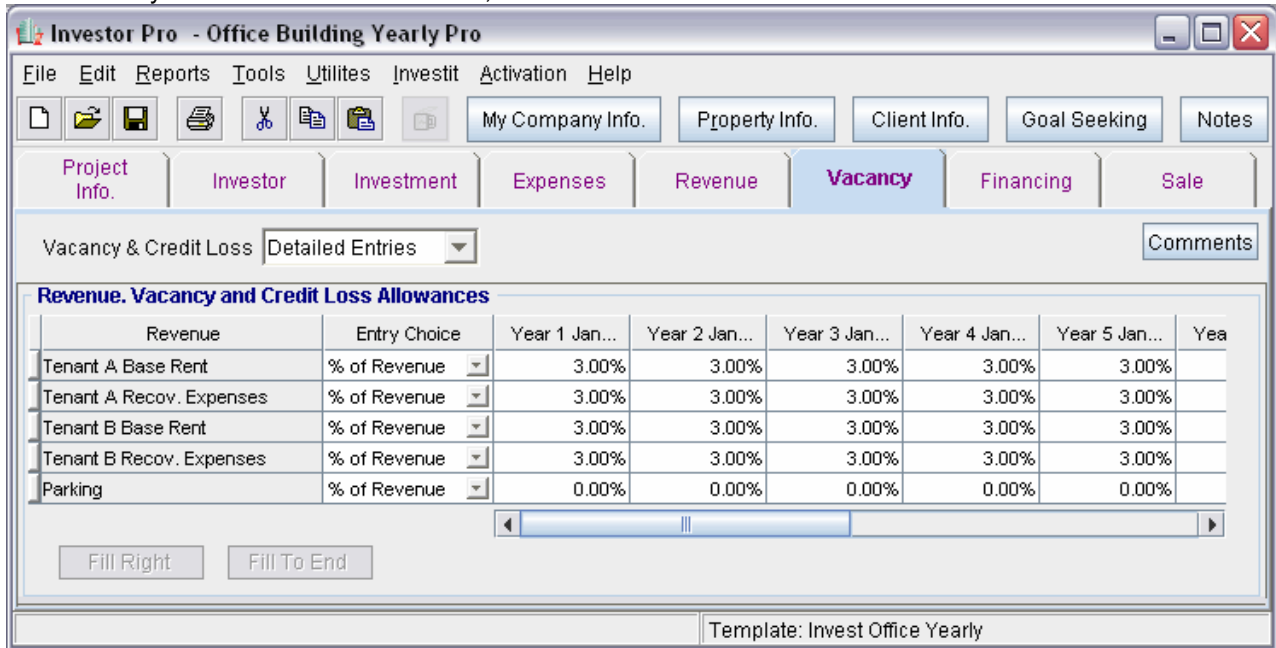 Investor Pro - Office Building Yearly Pro
File Edit Reports Tools Utilites Investit Activation Help
My Company Info. Property Info. Client Info. Goal Seeking Notes
Project Info. Investor Investment Expenses Revenue Vacancy Financing Sale
Vacancy & Credit Loss Detailed Entries Comments
Revenue. Vacancy and Credit Loss Allowances
Revenue Entry Choice Year 1 Jan... Year 2 Jan... Year 3 Jan... Year 4 Jan... Year 5 Jan... Yea
Tenant A Base Rent % of Revenue 3.00% 3.00% 3.00% 3.00% 3.00%
Tenant A Recov. Expenses % of Revenue 3.00% 3.00% 3.00% 3.00% 3.00%
Tenant B Base Rent % of Revenue 3.00% 3.00% 3.00% 3.00% 3.00%
Tenant B Recov. Expenses % of Revenue 3.00% 3.00% 3.00% 3.00% 3.00%
Parking % of Revenue 0.00% 0.00% 0.00% 0.00% 0.00%
Fill Right Fill To End
Template: Invest Office Yearly